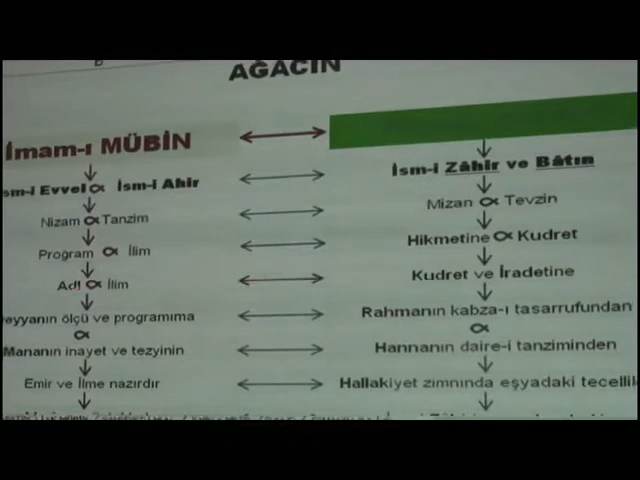 AĞACIN
İmam-ı MÜBİN
sm-i Evvel α İsm-i Ahir
İsm-i Zâhir ve Bâtın
Nizam α Tanzim
Mizan α Tevzin
Program α İlim
Hikmetine α Kudret
Adl α İlim
Kudret ve İradetine
eyyanın ölçü ve programıma
Rahmanın kabza-ı tasarrufundan
α
α
Mananın inayet ve tezyinin
Hannanın daire-i tanziminden
Emir ve İlme nazırdır
Hallakiyet zımnında eşyadaki tecelli